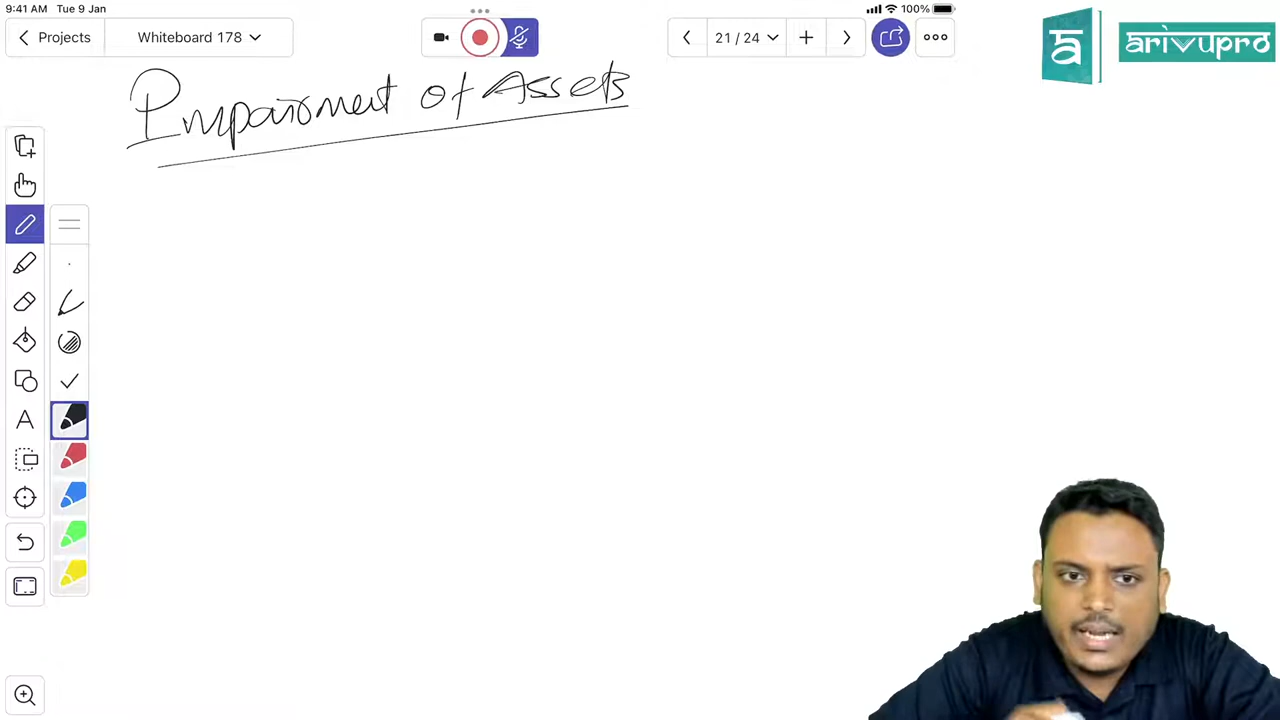 9:41 AM Tue 9 Jan
100%
Projects
Whiteboard 178
21 / 24
ā
ARIVUPRO
Impairment of Assets
A